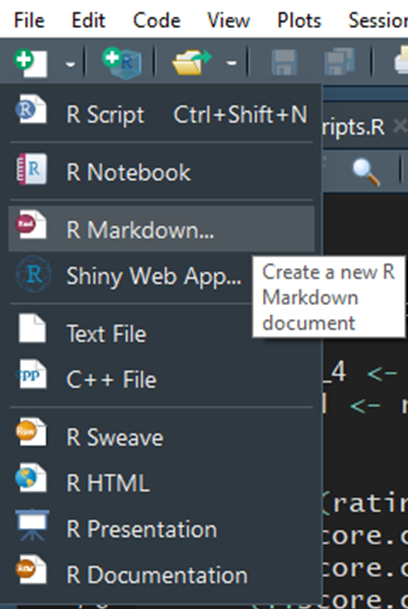 File Edit Code View Plots Session
R Script Ctrl+Shift+N
ripts.R
R Notebook
R Markdown...
Shiny Web App...
Create a new R
Markdown
document
Text File
_4 <-
C++ File
<-
R Sweave
R HTML
(ratin
R Presentation
core.c
R Documentation
core.c